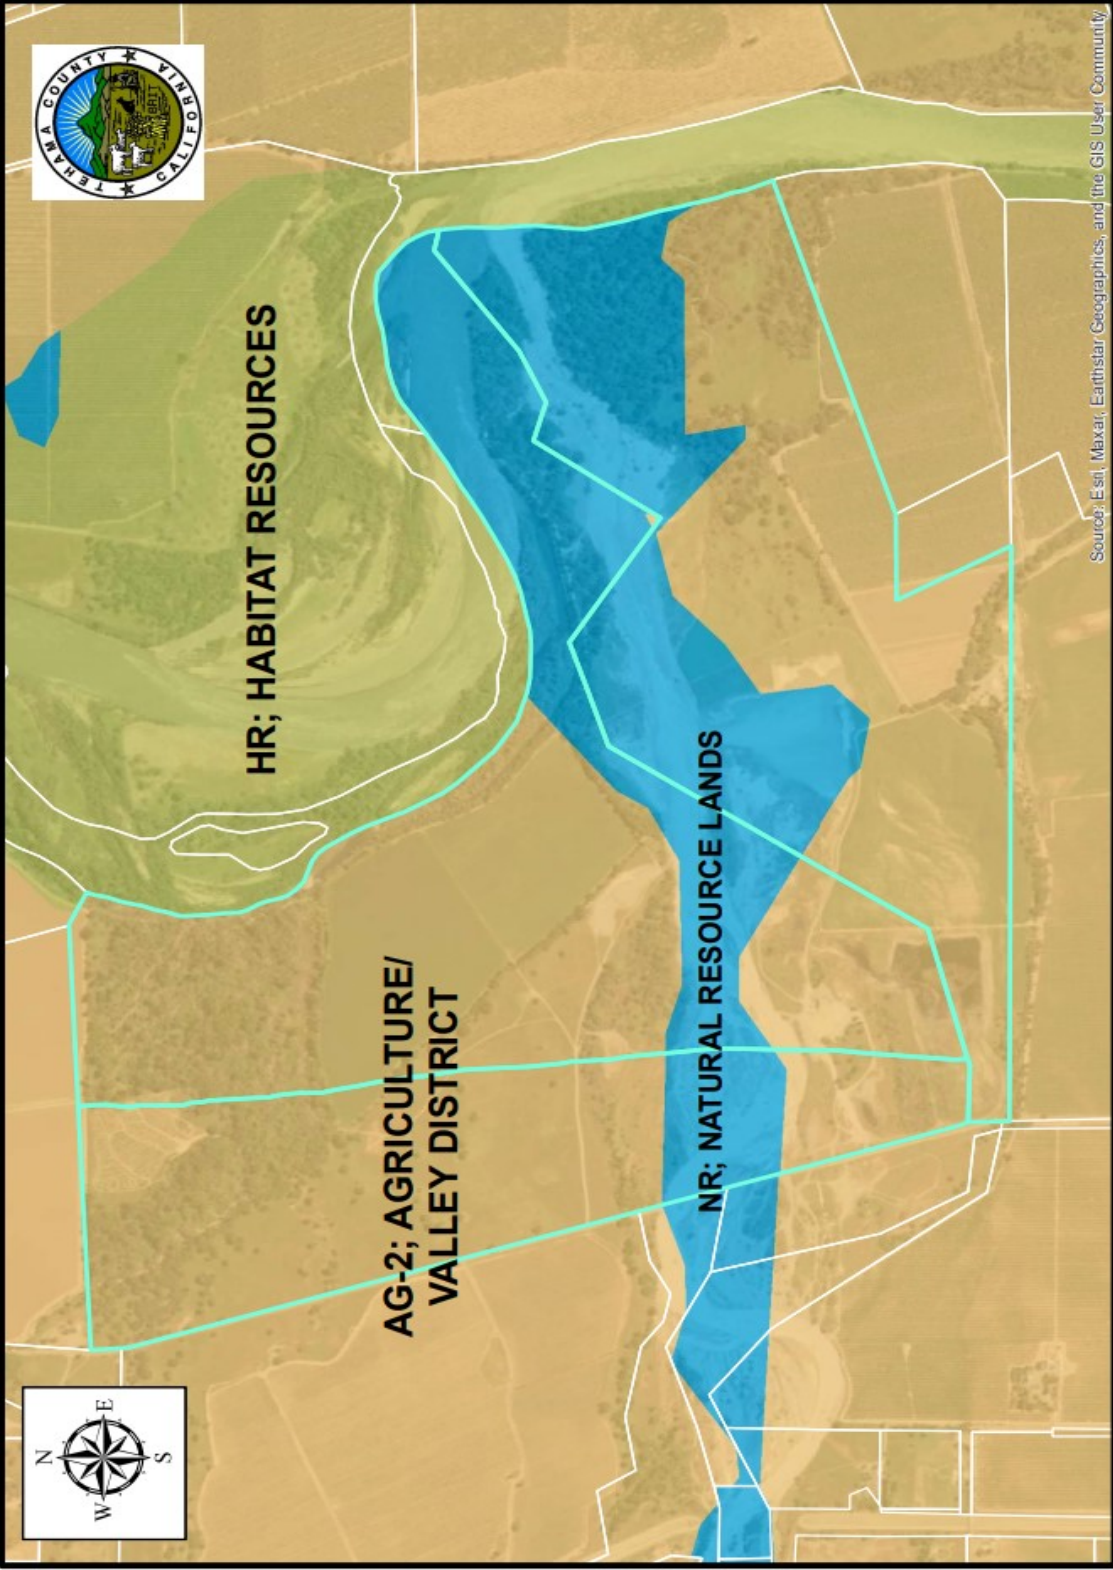 TEHAMA COUNTY
CALIFORNIA
HR; HABITAT RESOURCES
AG-2; AGRICULTURE/
VALLEY DISTRICT
NR; NATURAL RESOURCE LANDS
N
W
E
S
Source: Esri, Maxar, Earthstar Geographics, and the GIS User Community